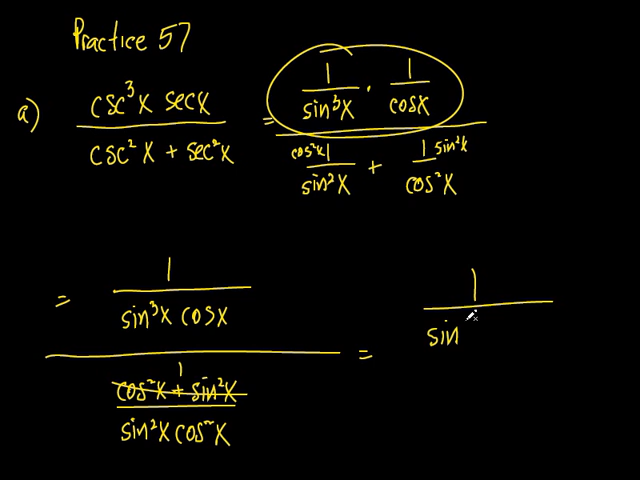 Practice 57
a) csc³x secx / csc²x + sec²x = 1/sin³x · 1/cosx / cos²x 1/sin²x + 1 sin²x/cos²x
= 1/sin³x cosx / 1 cos²x + sin²x/sin²x cos²x = 1/sin